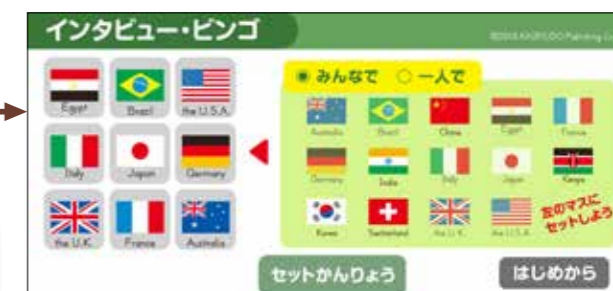 インタビュー・ビンゴ
みんなで 一人で
Egypt Brazil the U.S.A.
Italy Japan Germany
the U.K. France Australia
Australia Brazil China Egypt France
Germany India Italy Japan Kenya
Korea Switzerland the U.K. the U.S.A.
左のマスに
セットしよう
セットかんりょう
はじめから